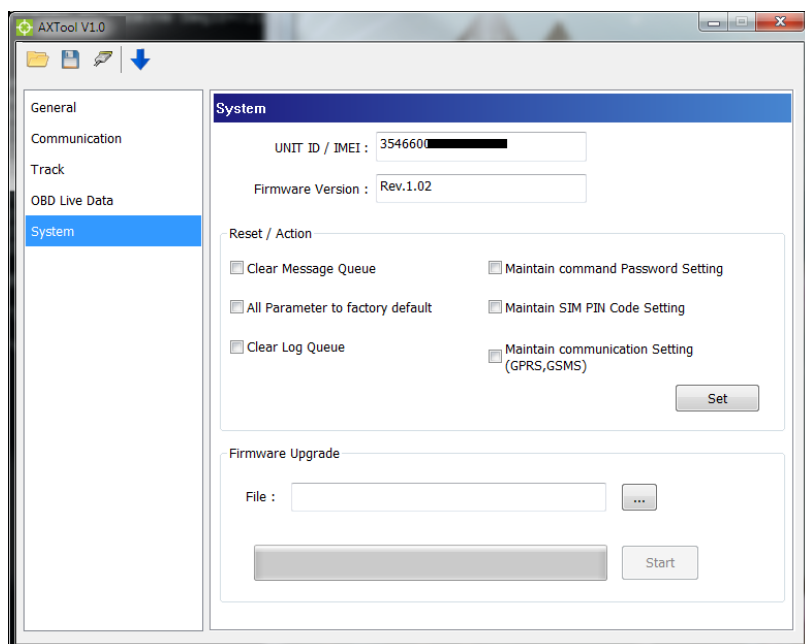 AXTool V1.0
General
Communication
Track
OBD Live Data
System
System
UNIT ID / IMEI : 3546600
Firmware Version : Rev.1.02
Reset / Action
Clear Message Queue
Maintain command Password Setting
All Parameter to factory default
Maintain SIM PIN Code Setting
Clear Log Queue
Maintain communication Setting
(GPRS,GSMS)
Set
Firmware Upgrade
File :
...
Start